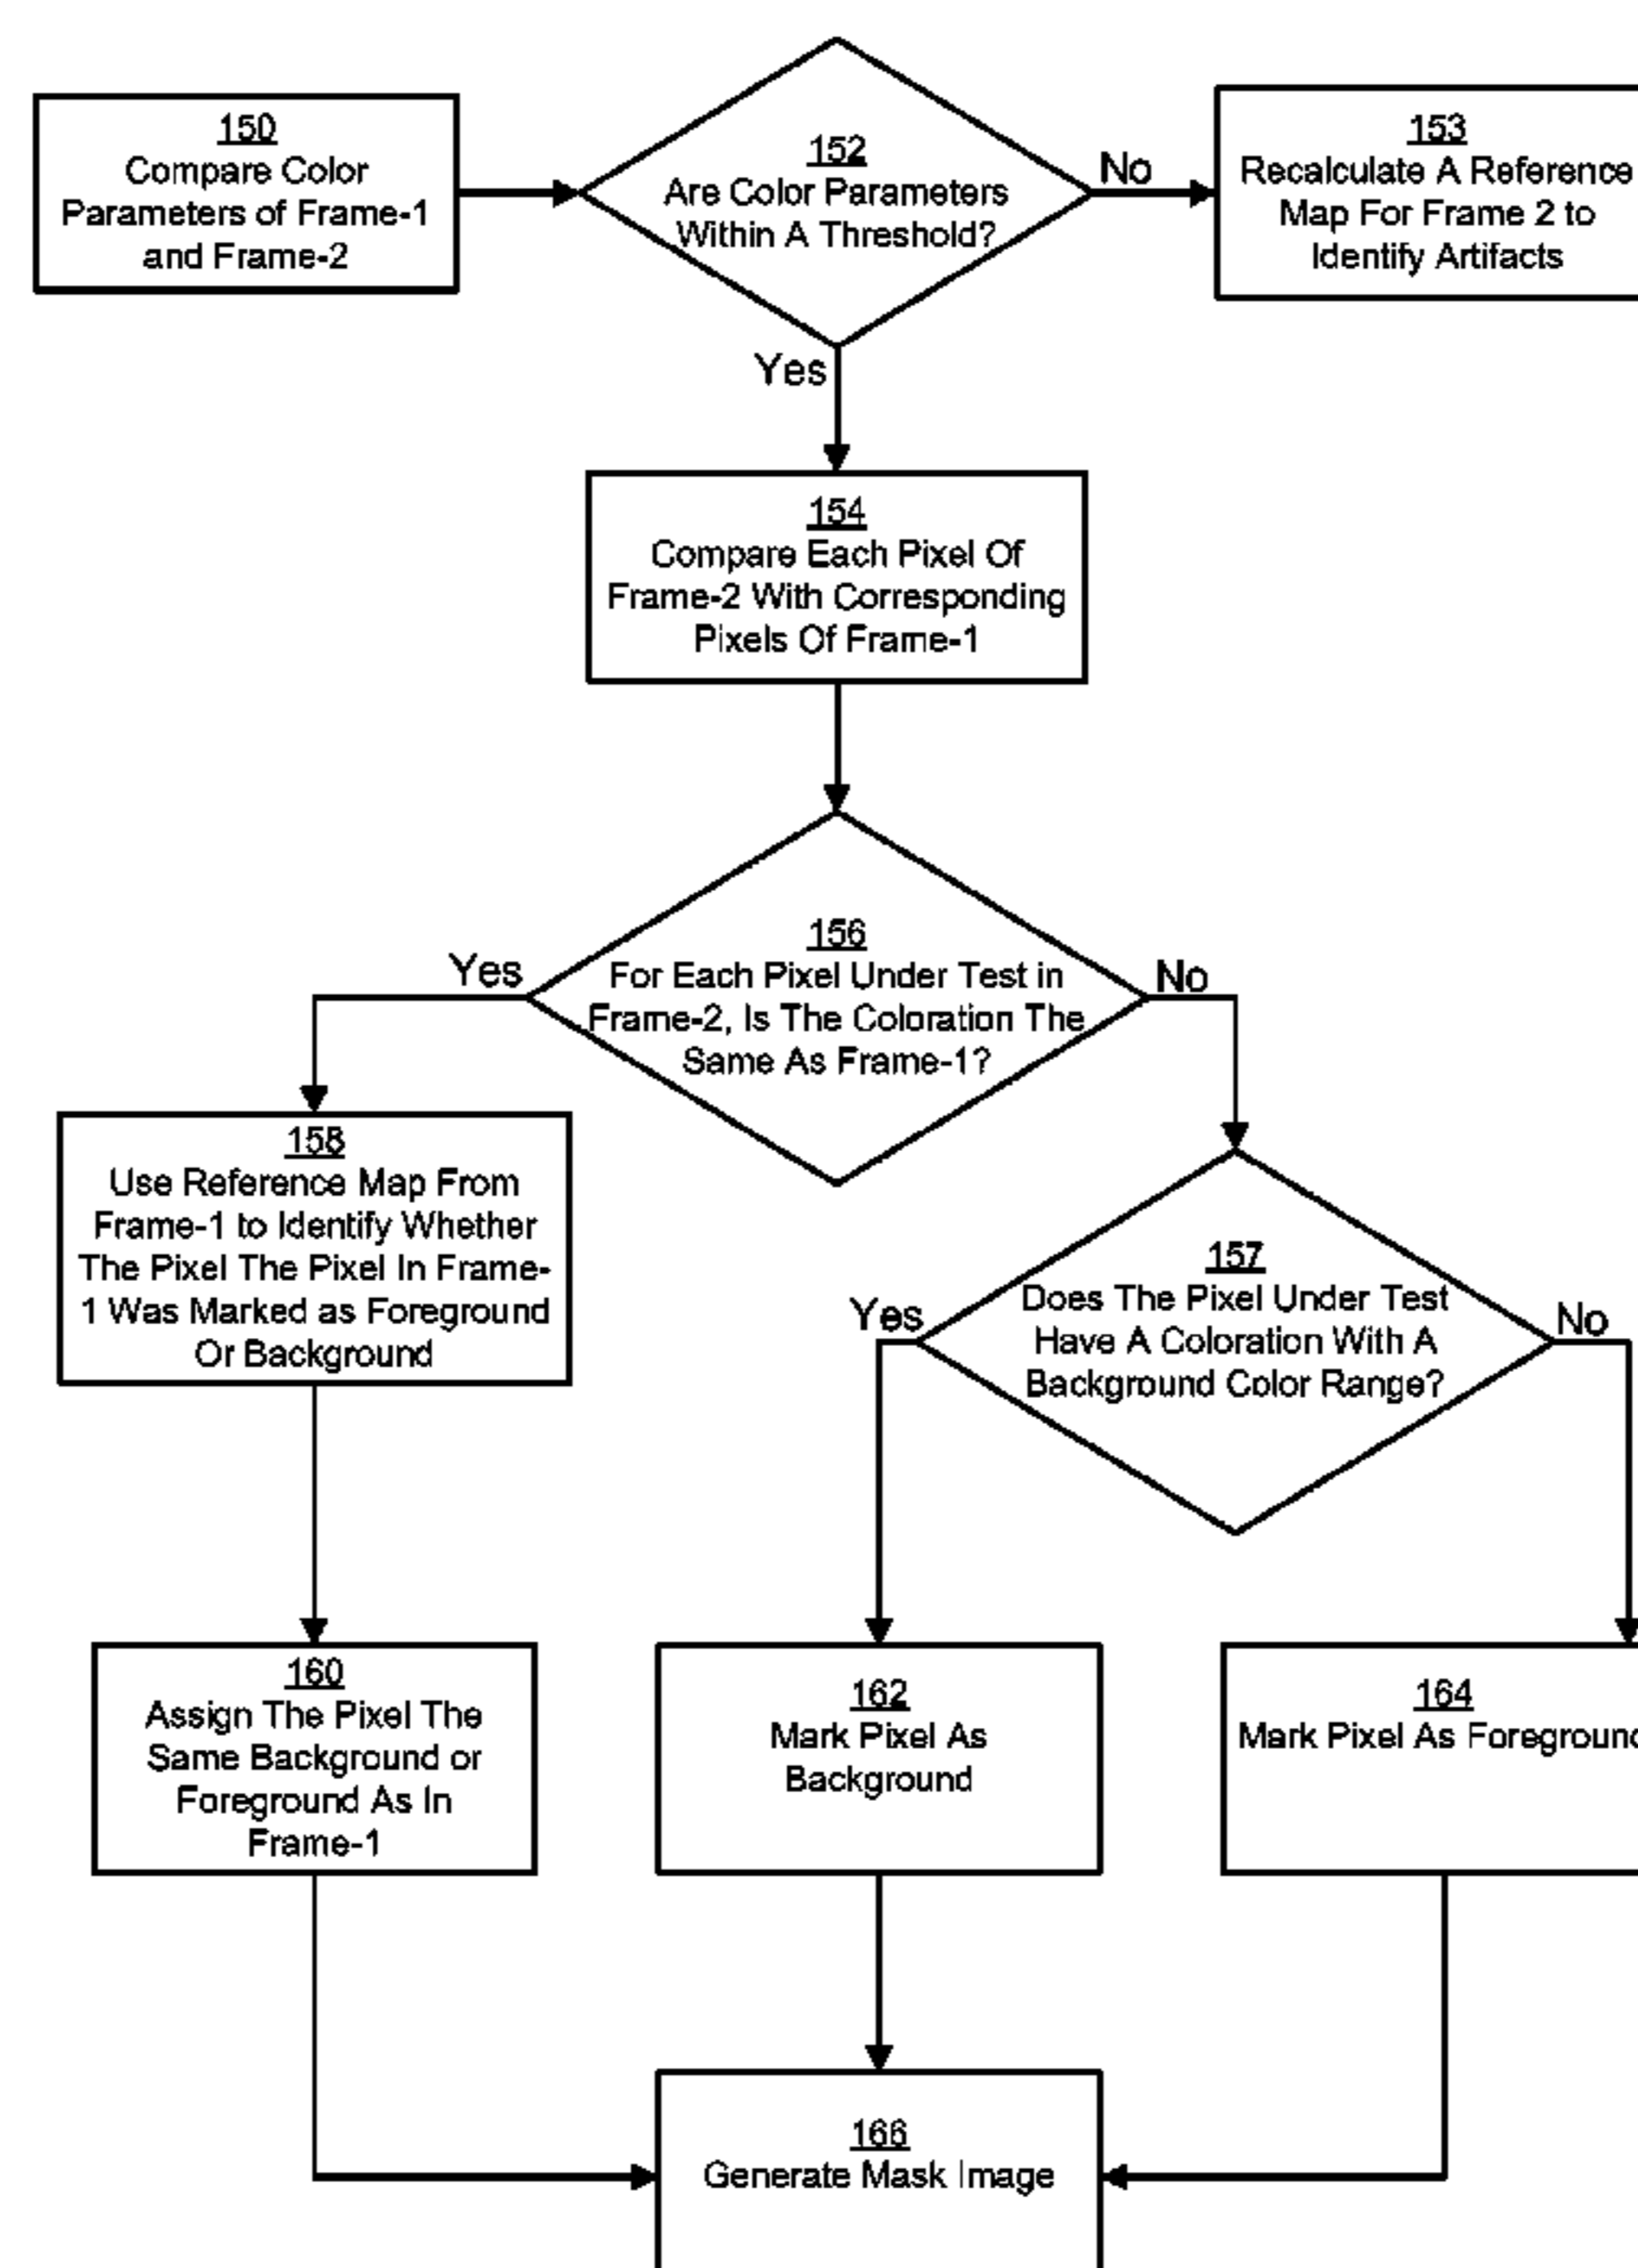 150
Compare Color
Parameters of Frame-1
and Frame-2
152
Are Color Parameters
Within A Threshold?
No
153
Recalculate A Reference
Map For Frame 2 to
Identify Artifacts
Yes
154
Compare Each Pixel Of
Frame-2 With Corresponding
Pixels Of Frame-1
156
For Each Pixel Under Test in
Frame-2, Is The Coloration The
Same As Frame-1?
Yes
No
158
Use Reference Map From
Frame-1 to Identify Whether
The Pixel The Pixel In Frame-
1 Was Marked as Foreground
Or Background
157
Does The Pixel Under Test
Have A Coloration With A
Background Color Range?
Yes
No
160
Assign The Pixel The
Same Background or
Foreground As In
Frame-1
162
Mark Pixel As
Background
164
Mark Pixel As Foreground
166
Generate Mask Image